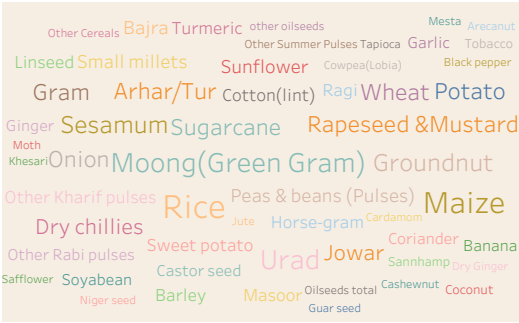 Mesta
Other Cereals Bajra Turmeric other oilseeds Arecanut
Other Summer Pulses Tapioca Garlic Tobacco
Linseed Small millets Sunflower Cowpea(Lobia) Black pepper
Gram Arhar/Tur Cotton(lint) Ragi Wheat Potato
Ginger Sesamum Sugarcane Rapeseed &Mustard
Moth
Khesari Onion Moong(Green Gram) Groundnut
Other Kharif pulses Rice Peas & beans (Pulses) Maize
Dry chillies Jute Horse-gram Cardamom
Other Rabi pulses Sweet potato Urad Jowar Coriander Banana
Safflower Soyabean Castor seed Sannhamp Dry Ginger
Niger seed Barley Masoor Oilseeds total Cashewnut Coconut
Guar seed